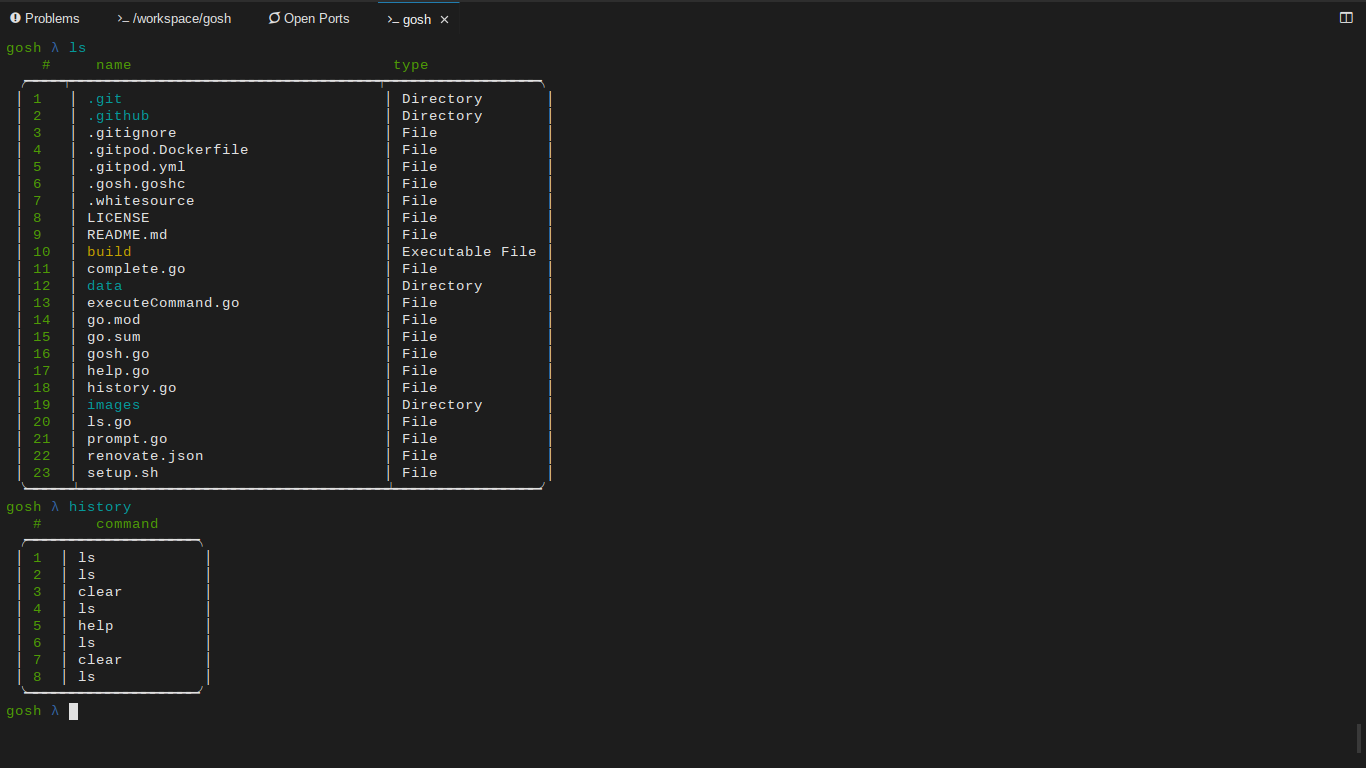 Problems >_ /workspace/gosh Open Ports >_ gosh ×
gosh λ ls
# name type
1 .git Directory
2 .github Directory
3 .gitignore File
4 .gitpod.Dockerfile File
5 .gitpod.yml File
6 .gosh.goshc File
7 .whitesource File
8 LICENSE File
9 README.md File
10 build Executable File
11 complete.go File
12 data Directory
13 executeCommand.go File
14 go.mod File
15 go.sum File
16 gosh.go File
17 help.go File
18 history.go File
19 images Directory
20 ls.go File
21 prompt.go File
22 renovate.json File
23 setup.sh File
gosh λ history
# command
1 ls
2 ls
3 clear
4 ls
5 help
6 ls
7 clear
8 ls
gosh λ